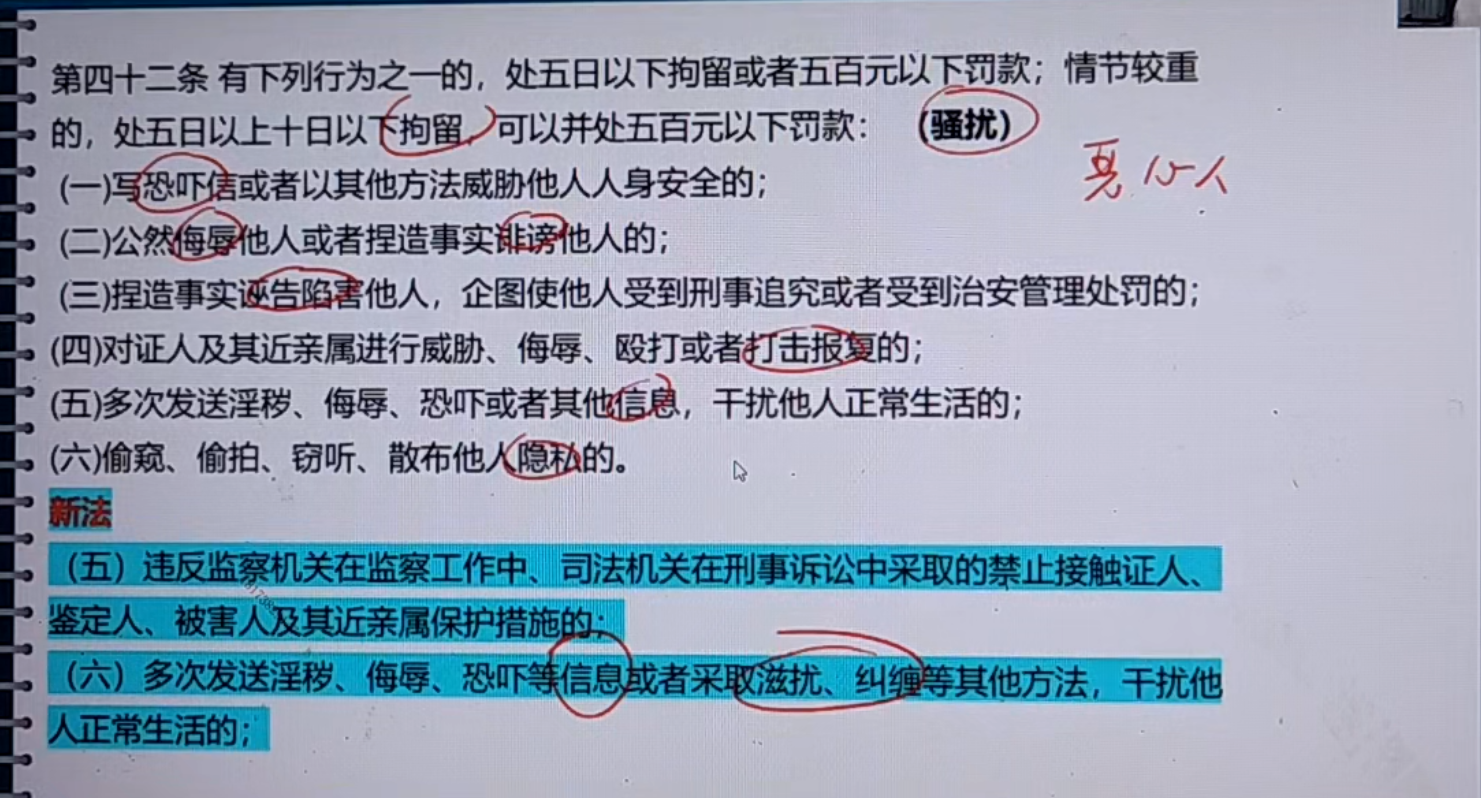 第四十二条 有下列行为之一的，处五日以下拘留或者五百元以下罚款；情节较重
的，处五日以上十日以下拘留，可以并处五百元以下罚款： （骚扰）
恶心人
(一)写恐吓信或者以其他方法威胁他人人身安全的；
(二)公然侮辱他人或者捏造事实诽谤他人的；
(三)捏造事实诬告陷害他人，企图使他人受到刑事追究或者受到治安管理处罚的；
(四)对证人及其近亲属进行威胁、侮辱、殴打或者打击报复的；
(五)多次发送淫秽、侮辱、恐吓或者其他信息，干扰他人正常生活的；
(六)偷窥、偷拍、窃听、散布他人隐私的。
新法
（五）违反监察机关在监察工作中、司法机关在刑事诉讼中采取的禁止接触证人、
鉴定人、被害人及其近亲属保护措施的；
（六）多次发送淫秽、侮辱、恐吓等信息或者采取滋扰、纠缠等其他方法，干扰他
人正常生活的；